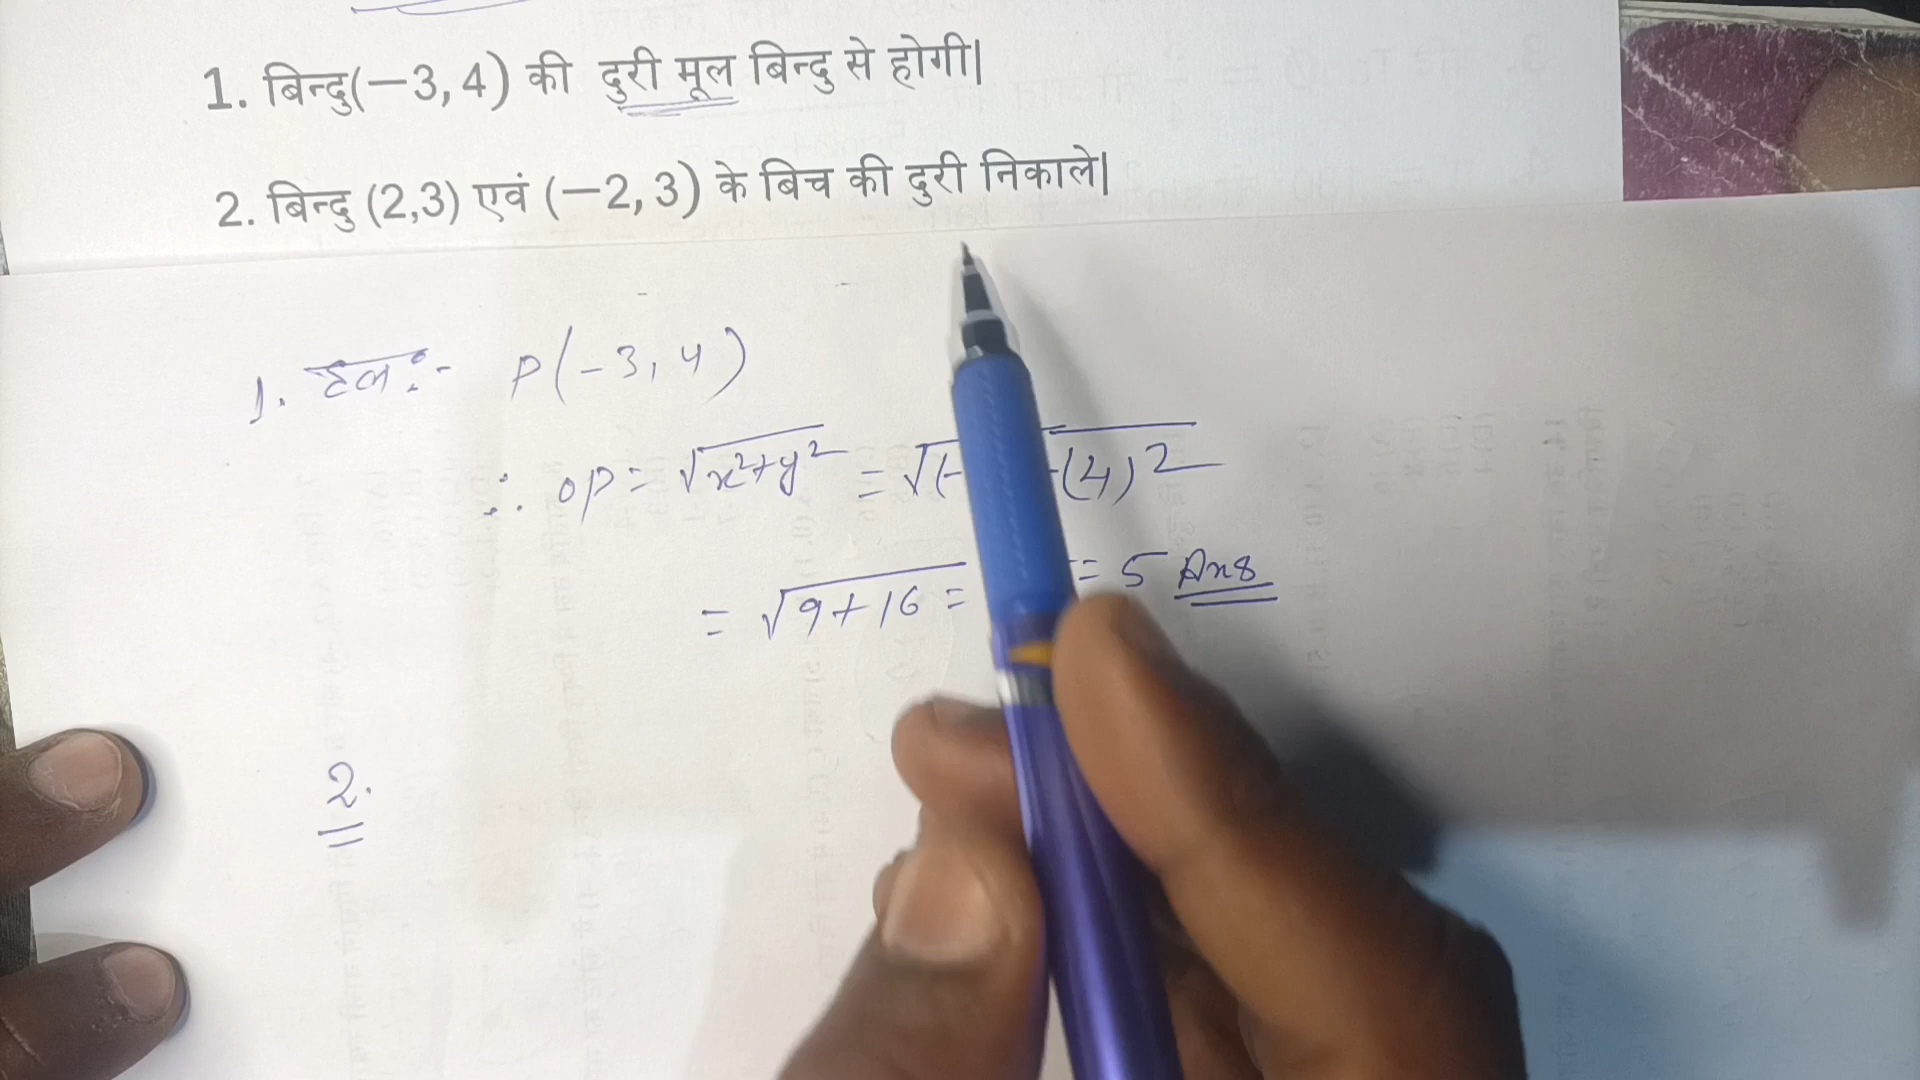 1. बिन्दु(−3, 4) की दुरी मूल बिन्दु से होगी|
2. बिन्दु (2,3) एवं (−2, 3) के बिच की दुरी निकाले|
1. हल:- P(-3, 4)
∴ OP = √x²+y² = √(- (4)²
= √9+16 = = 5 Ans
2.